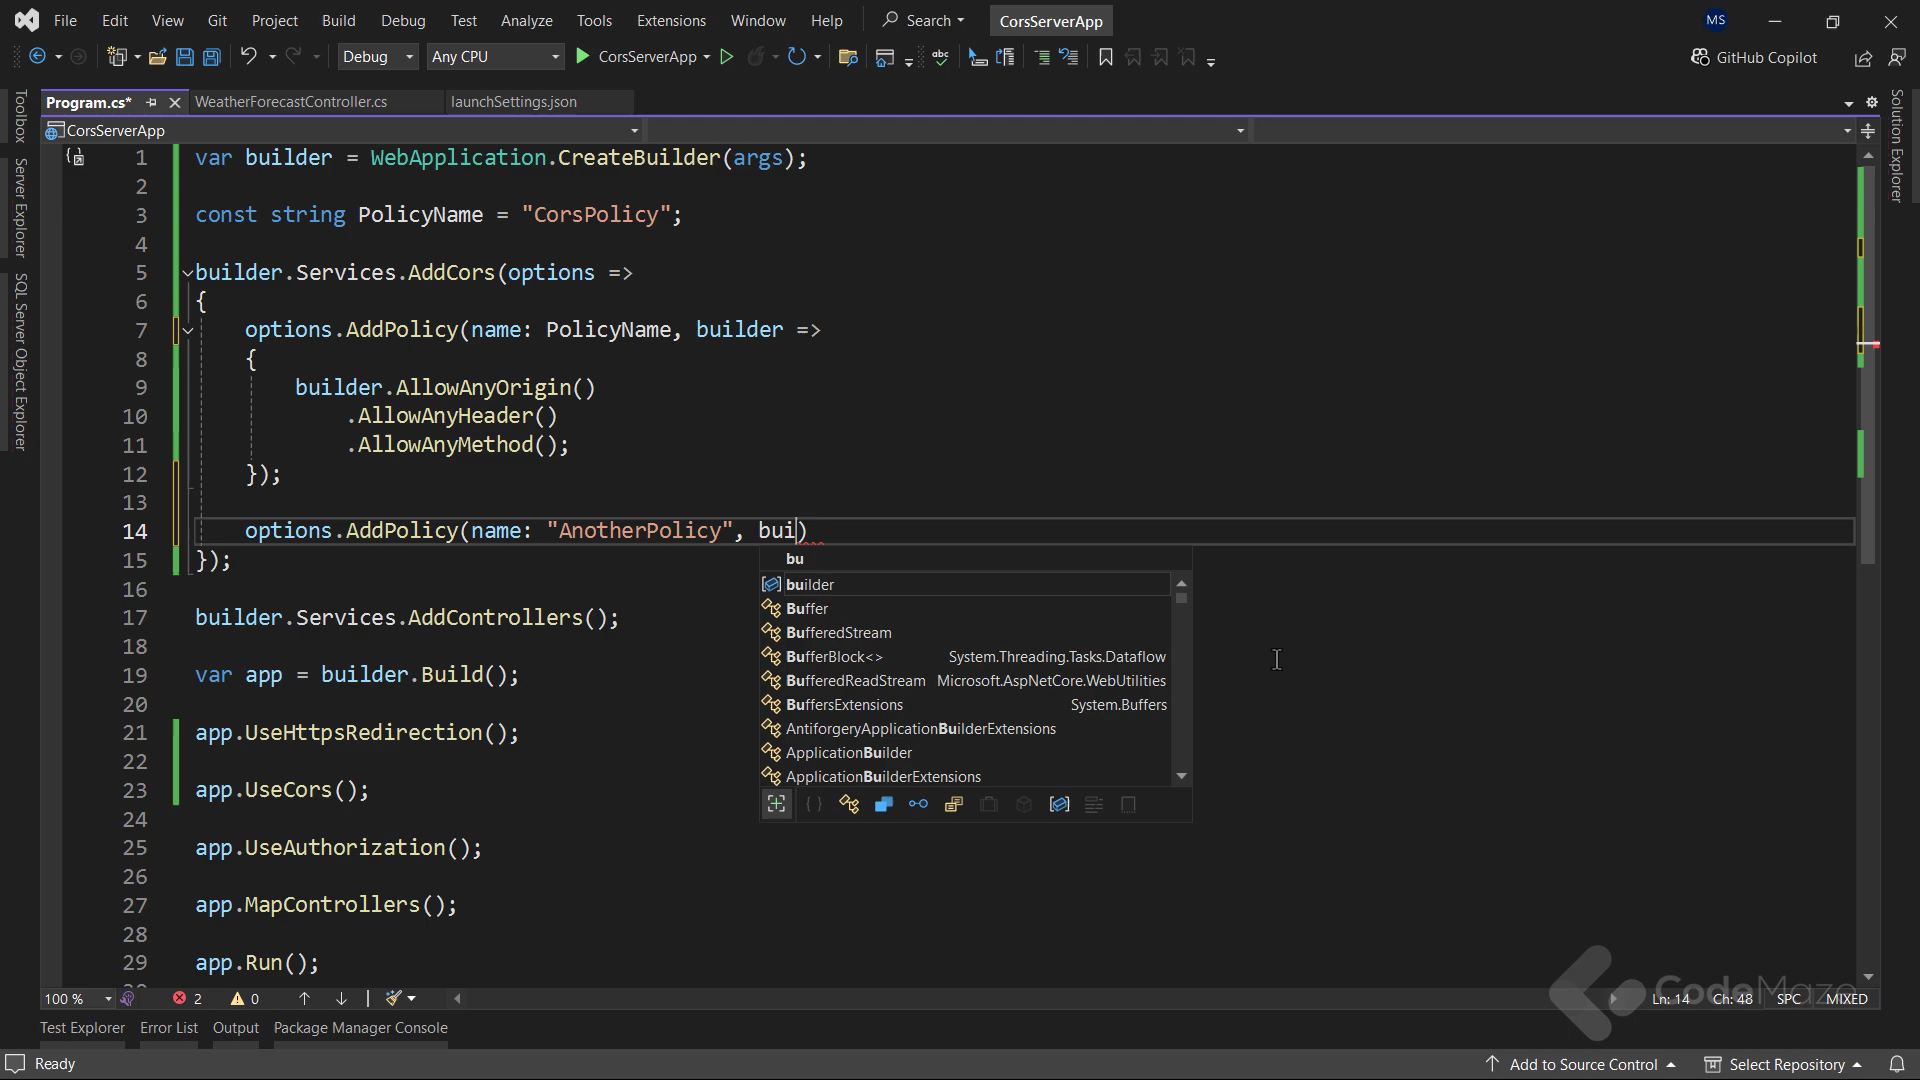 File Edit View Git Project Build Debug Test Analyze Tools Extensions Window Help Search CorsServerApp MS
Debug Any CPU CorsServerApp GitHub Copilot
Program.cs* WeatherForecastController.cs launchSettings.json
CorsServerApp
Toolbox
Server Explorer
SQL Server Object Explorer
Solution Explorer
1 var builder = WebApplication.CreateBuilder(args);
2
3 const string PolicyName = "CorsPolicy";
4
5 builder.Services.AddCors(options =>
6 {
7 options.AddPolicy(name: PolicyName, builder =>
8 {
9 builder.AllowAnyOrigin()
10 .AllowAnyHeader()
11 .AllowAnyMethod();
12 });
13
14 options.AddPolicy(name: "AnotherPolicy", bui)
15 });
16
17 builder.Services.AddControllers();
18
19 var app = builder.Build();
20
21 app.UseHttpsRedirection();
22
23 app.UseCors();
24
25 app.UseAuthorization();
26
27 app.MapControllers();
28
29 app.Run();
bu
builder
Buffer
BufferedStream
BufferBlock<> System.Threading.Tasks.Dataflow
BufferedReadStream Microsoft.AspNetCore.WebUtilities
BuffersExtensions System.Buffers
AntiforgeryApplicationBuilderExtensions
ApplicationBuilder
ApplicationBuilderExtensions
CodeMaze
100 % 2 0 Ln: 14 Ch: 48 SPC MIXED
Test Explorer Error List Output Package Manager Console
Ready Add to Source Control Select Repository